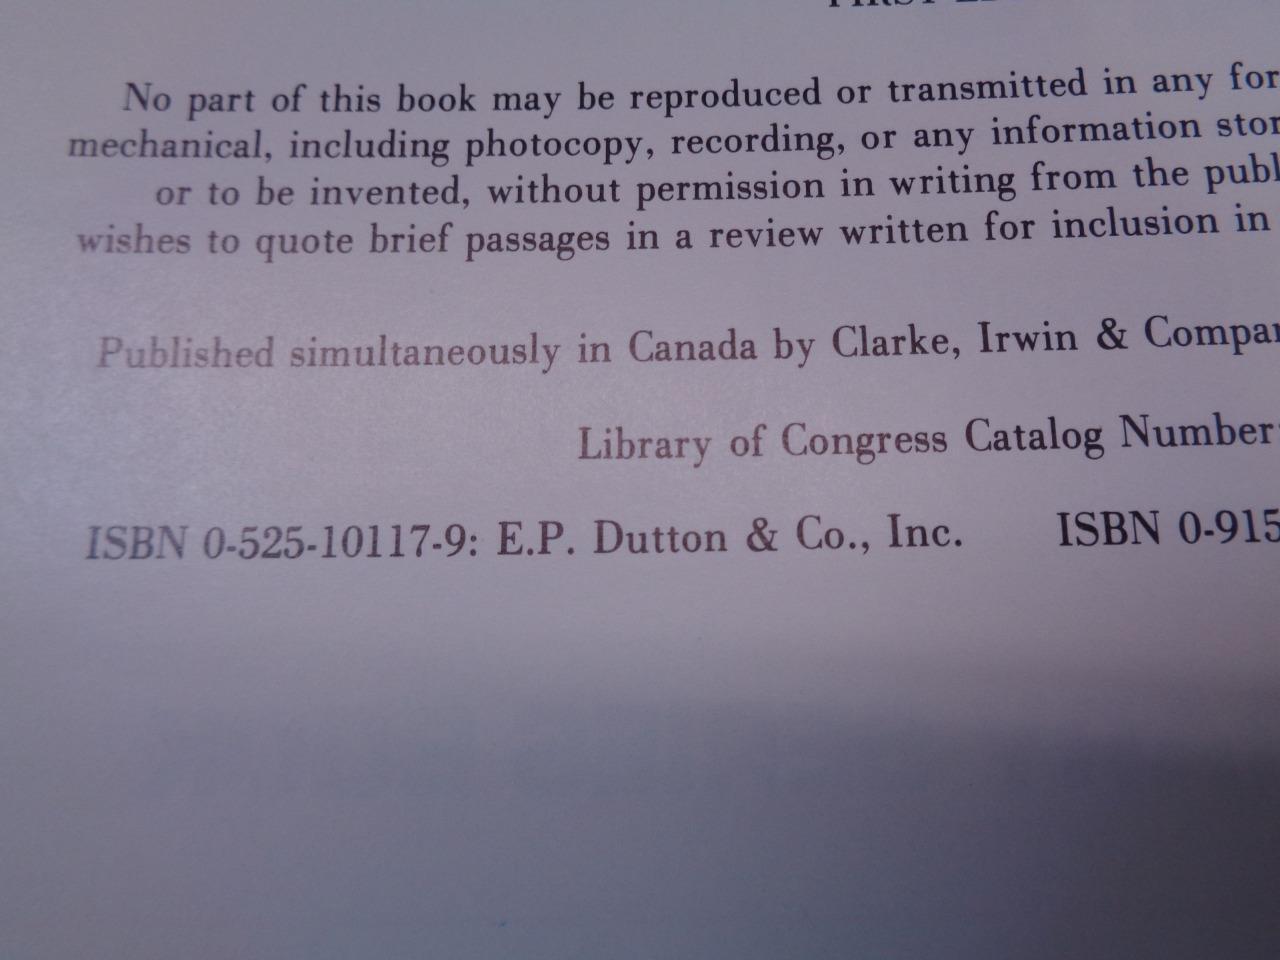 No part of this book may be reproduced or transmitted in any for
mechanical, including photocopy, recording, or any information stor
or to be invented, without permission in writing from the publ
wishes to quote brief passages in a review written for inclusion in
Published simultaneously in Canada by Clarke, Irwin & Compan
Library of Congress Catalog Number:
ISBN 0-525-10117-9: E.P. Dutton & Co., Inc. ISBN 0-915